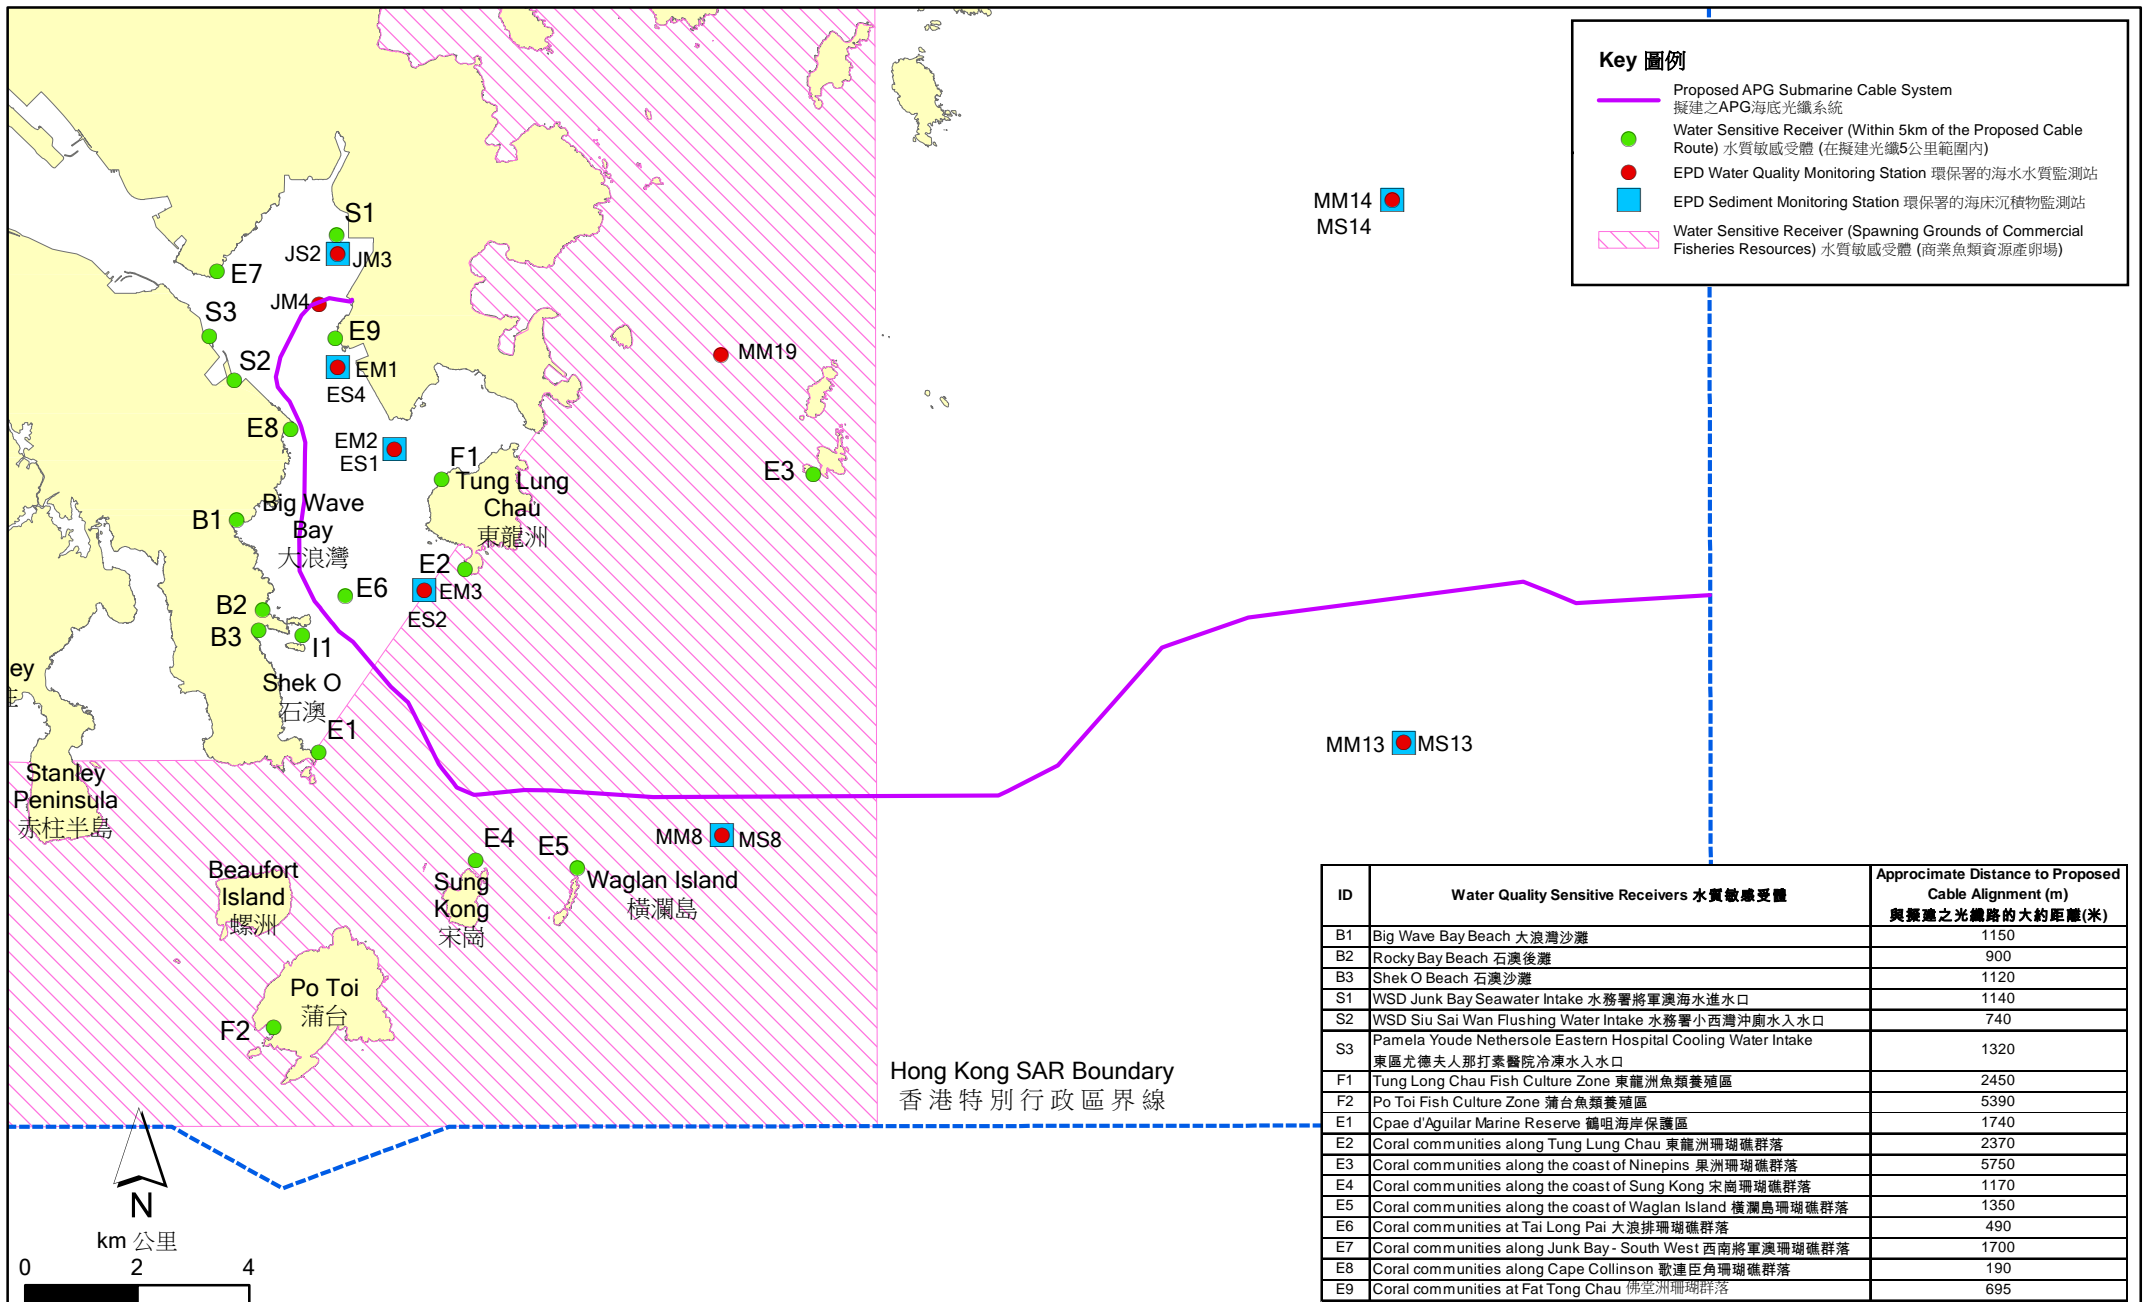 Key 圖例
Proposed APG Submarine Cable System
擬建之APG海底光纖系統
Water Sensitive Receiver (Within 5km of the Proposed Cable
Route) 水質敏感受體 (在擬建光纖5公里範圍內)
EPD Water Quality Monitoring Station 環保署的海水水質監測站
EPD Sediment Monitoring Station 環保署的海床沉積物監測站
Water Sensitive Receiver (Spawning Grounds of Commercial
Fisheries Resources) 水質敏感受體 (商業魚類資源產卵場)
MM14
MS14
S1
JS2
JM3
E7
JM4
S3
E9
MM19
S2
EM1
ES4
E8
EM2
ES1
F1
E3
Tung Lung
Chau
東龍洲
Big Wave
Bay
大浪灣
B1
E2
E6
EM3
ES2
B2
B3
I1
ey
Shek O
石澳
E1
MM13
MS13
Stanley
Peninsula
赤柱半島
MM8
MS8
E4
E5
Beaufort
Island
螺洲
Sung
Kong
宋崗
Waglan Island
橫瀾島
Po Toi
蒲台
F2
Hong Kong SAR Boundary
香港特別行政區界線
N
km 公里
0 2 4
ID Water Quality Sensitive Receivers 水質敏感受體 Approcimate Distance to Proposed
Cable Alignment (m)
與擬建之光纖路的大約距離(米)
B1 Big Wave Bay Beach 大浪灣沙灘 1150
B2 Rocky Bay Beach 石澳後灘 900
B3 Shek O Beach 石澳沙灘 1120
S1 WSD Junk Bay Seawater Intake 水務署將軍澳海水進水口 1140
S2 WSD Siu Sai Wan Flushing Water Intake 水務署小西灣沖廁水入水口 740
S3 Pamela Youde Nethersole Eastern Hospital Cooling Water Intake 1320
東區尤德夫人那打素醫院冷凍水入水口
F1 Tung Long Chau Fish Culture Zone 東龍洲魚類養殖區 2450
F2 Po Toi Fish Culture Zone 蒲台魚類養殖區 5390
E1 Cpae d'Aguilar Marine Reserve 鶴咀海岸保護區 1740
E2 Coral communities along Tung Lung Chau 東龍洲珊瑚礁群落 2370
E3 Coral communities along the coast of Ninepins 果洲珊瑚礁群落 5750
E4 Coral communities along the coast of Sung Kong 宋崗珊瑚礁群落 1170
E5 Coral communities along the coast of Waglan Island 橫瀾島珊瑚礁群落 1350
E6 Coral communities at Tai Long Pai 大浪排珊瑚礁群落 490
E7 Coral communities along Junk Bay - South West 西南將軍澳珊瑚礁群落 1700
E8 Coral communities along Cape Collinson 歌連臣角珊瑚礁群落 190
E9 Coral communities at Fat Tong Chau 佛堂洲珊瑚群落 695